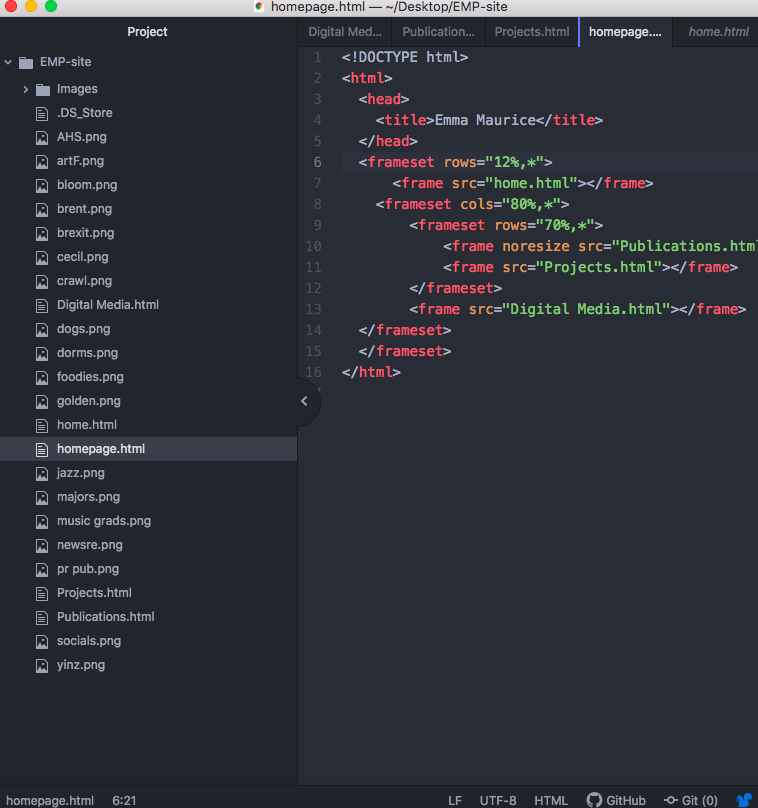 homepage.html — ~/Desktop/EMP-site
Project
Digital Med... Publication... Projects.html homepage.... home.html
EMP-site
Images
.DS_Store
AHS.png
artF.png
bloom.png
brent.png
brexit.png
cecil.png
crawl.png
Digital Media.html
dogs.png
dorms.png
foodies.png
golden.png
home.html
homepage.html
jazz.png
majors.png
music grads.png
newsre.png
pr pub.png
Projects.html
Publications.html
socials.png
yinz.png
1 <!DOCTYPE html>
2 <html>
3 <head>
4 <title>Emma Maurice</title>
5 </head>
6 <frameset rows="12%,*">
7 <frame src="home.html"></frame>
8 <frameset cols="80%,*">
9 <frameset rows="70%,*">
10 <frame noresize src="Publications.html
11 <frame src="Projects.html"></frame>
12 </frameset>
13 <frame src="Digital Media.html"></frame>
14 </frameset>
15 </frameset>
16 </html>
homepage.html 6:21 LF UTF-8 HTML GitHub Git (0)